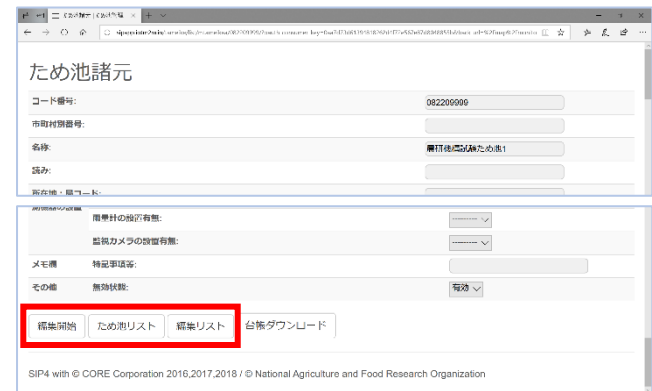 ため池諸元
コード番号: 082209999
市町村別番号:
名称: 農研機構試験ため池1
読み:
所在地:
雨量計の設置有無: ---------
監視カメラの設置有無: ---------
メモ欄 特記事項等:
その他 無効状態: 有効
編集開始 ため池リスト 編集リスト 台帳ダウンロード
SIP4 with © CORE Corporation 2016,2017,2018 / © National Agriculture and Food Research Organization